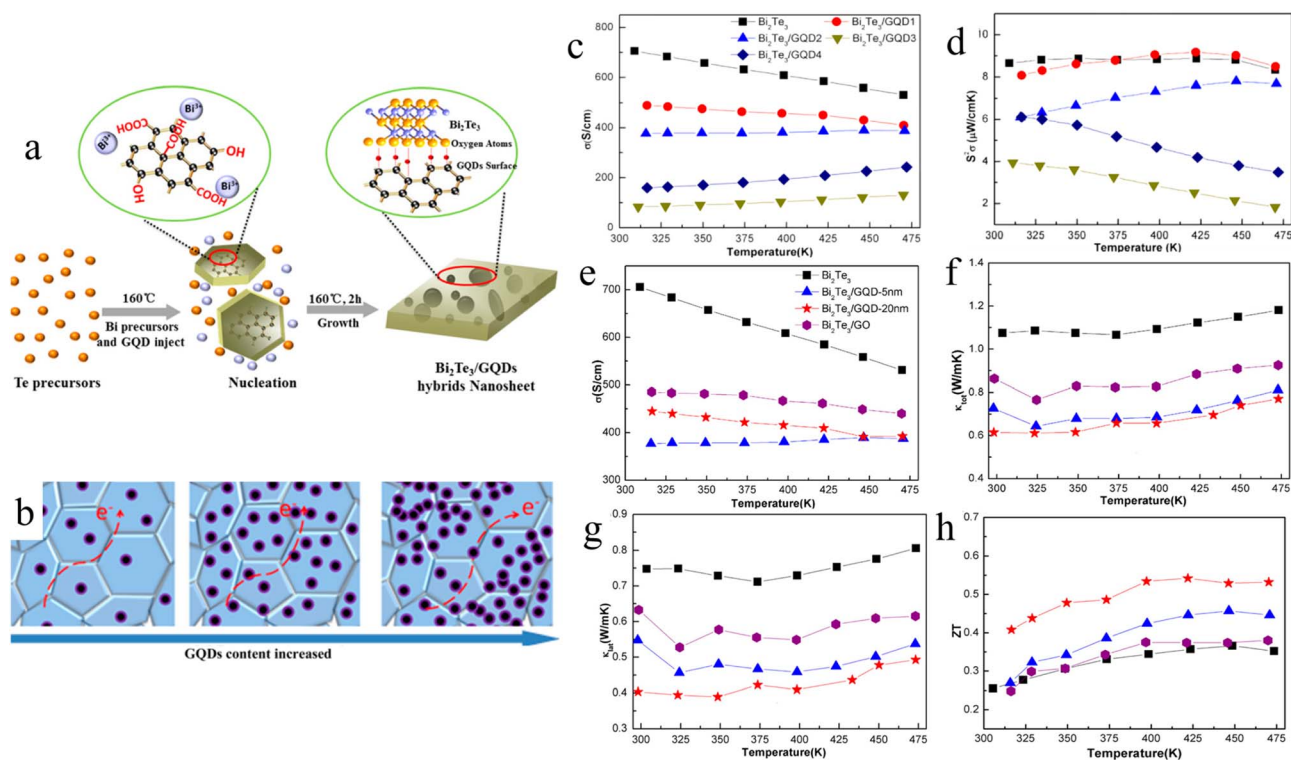 a
Bi³⁺
COOH
Bi³⁺
COOH
OH
Bi³⁺
OH
COOH
Bi₂Te₃
Oxygen Atoms
GQDs Surface
160℃
Bi precursors
and GQD inject
160℃, 2h
Growth
Te precursors
Nucleation
Bi₂Te₃/GQDs
hybrids Nanosheet
b
e⁻
e⁻
e⁻
GQDs content increased
c
Bi₂Te₃
Bi₂Te₃/GQD1
Bi₂Te₃/GQD2
Bi₂Te₃/GQD3
Bi₂Te₃/GQD4
σ(S/cm)
800
600
400
200
0
300 325 350 375 400 425 450 475
Temperature(K)
d
S²σ (μW/cmK)
10
8
6
4
2
300 325 350 375 400 425 450 475
Temperature (K)
e
Bi₂Te₃
Bi₂Te₃/GQD-5nm
Bi₂Te₃/GQD-20nm
Bi₂Te₃/GO
σ(S/cm)
700
600
500
400
300
300 325 350 375 400 425 450 475
Temperature(K)
f
κtot(W/mK)
1.4
1.2
1.0
0.8
0.6
0.4
300 325 350 375 400 425 450 475
Temperature(K)
g
κlat(W/mK)
0.9
0.8
0.7
0.6
0.5
0.4
0.3
300 325 350 375 400 425 450 475
Temperature(K)
h
ZT
0.7
0.6
0.5
0.4
0.3
0.2
300 325 350 375 400 425 450 475
Temperature(K)